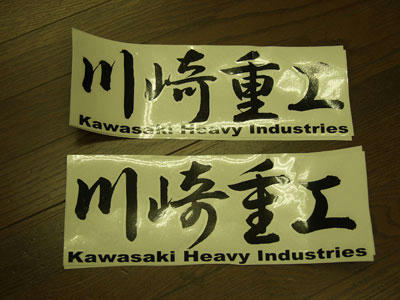 川崎重工
Kawasaki Heavy Industries
川崎重工
Kawasaki Heavy Industries